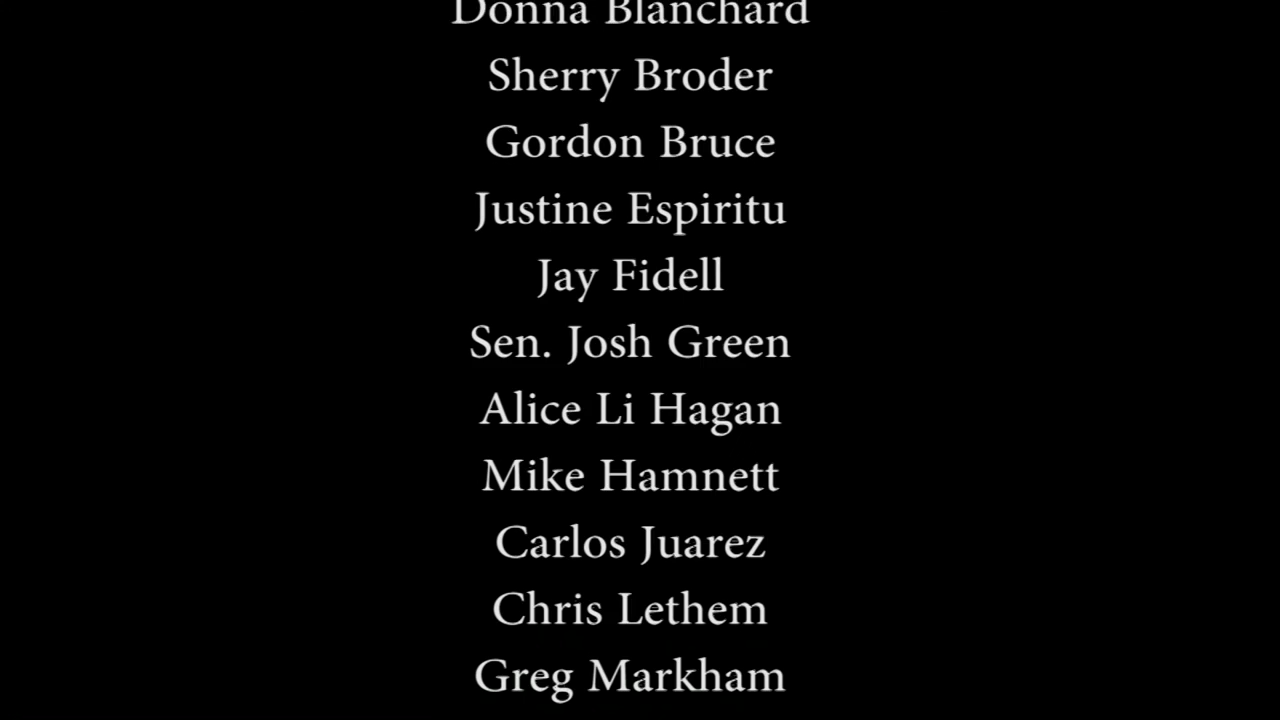 Donna Blanchard
Sherry Broder
Gordon Bruce
Justine Espiritu
Jay Fidell
Sen. Josh Green
Alice Li Hagan
Mike Hamnett
Carlos Juarez
Chris Lethem
Greg Markham